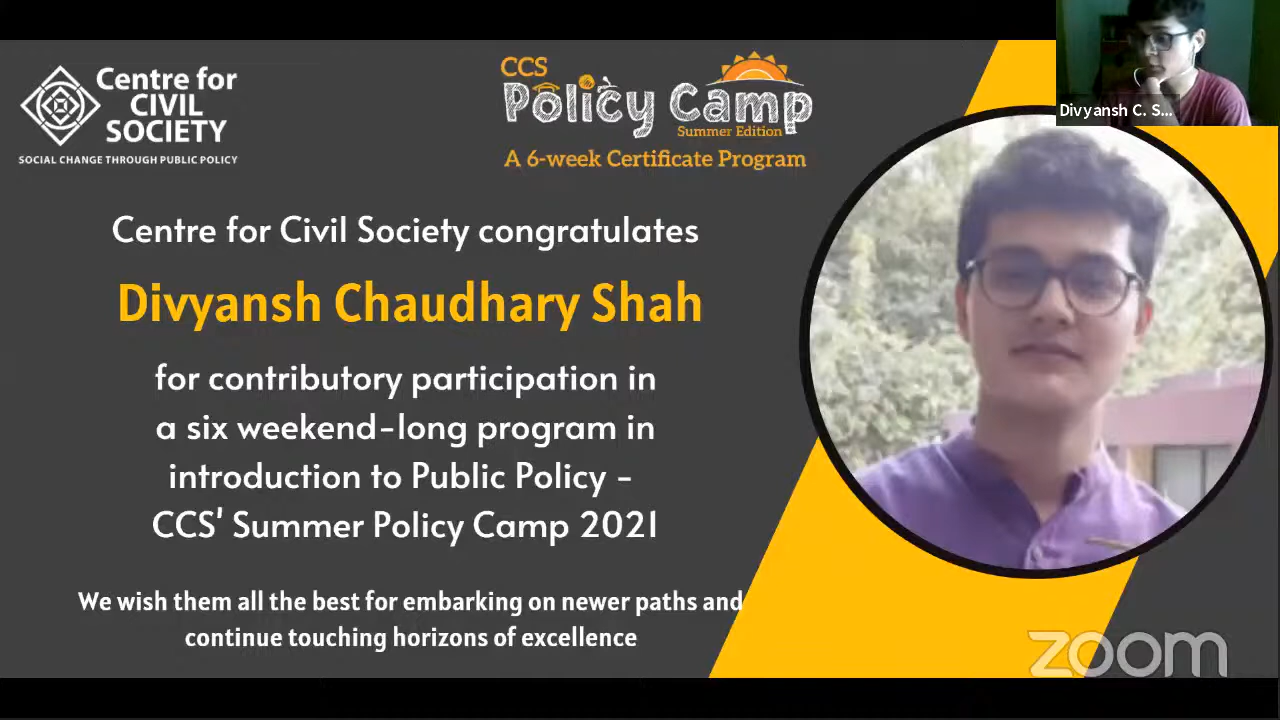 Centre for
CIVIL
SOCIETY
SOCIAL CHANGE THROUGH PUBLIC POLICY
CCS
Policy Camp
Summer Edition
A 6-week Certificate Program
Divyansh C. S...
Centre for Civil Society congratulates
Divyansh Chaudhary Shah
for contributory participation in
a six weekend-long program in
introduction to Public Policy -
CCS' Summer Policy Camp 2021
We wish them all the best for embarking on newer paths and
continue touching horizons of excellence
zoom